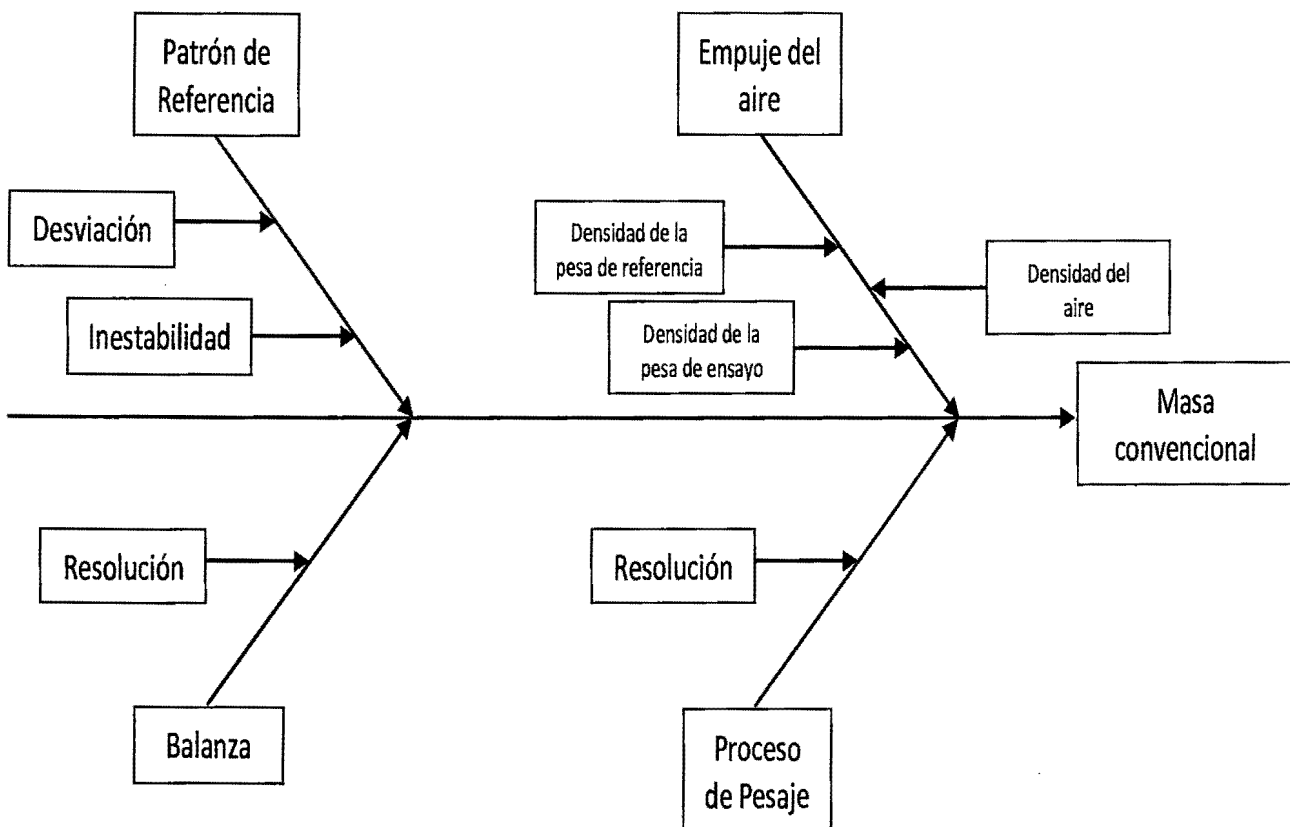 Patrón de
Referencia
Empuje del
aire
Desviación
Densidad de la
pesa de referencia
Densidad del
aire
Inestabilidad
Densidad de la
pesa de ensayo
Masa
convencional
Resolución
Resolución
Balanza
Proceso
de Pesaje